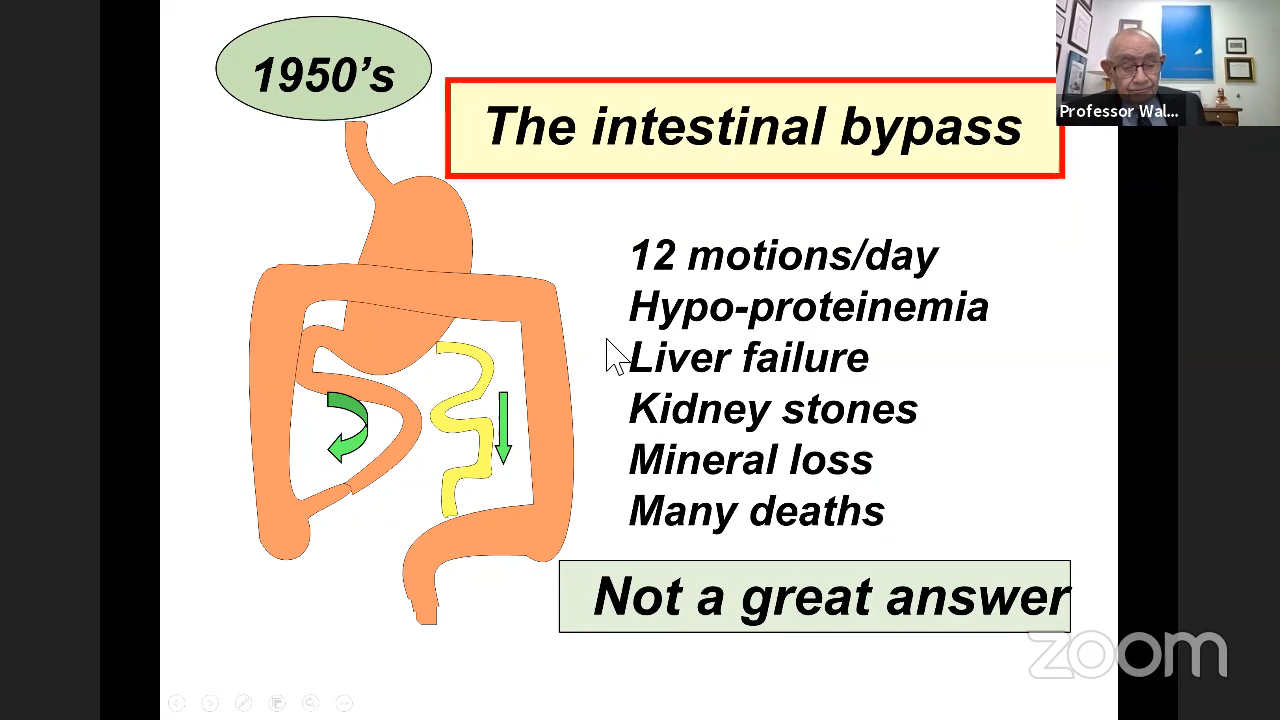 1950’s
The intestinal bypass
Professor Wal...
12 motions/day
Hypo-proteinemia
Liver failure
Kidney stones
Mineral loss
Many deaths
Not a great answer
zoom